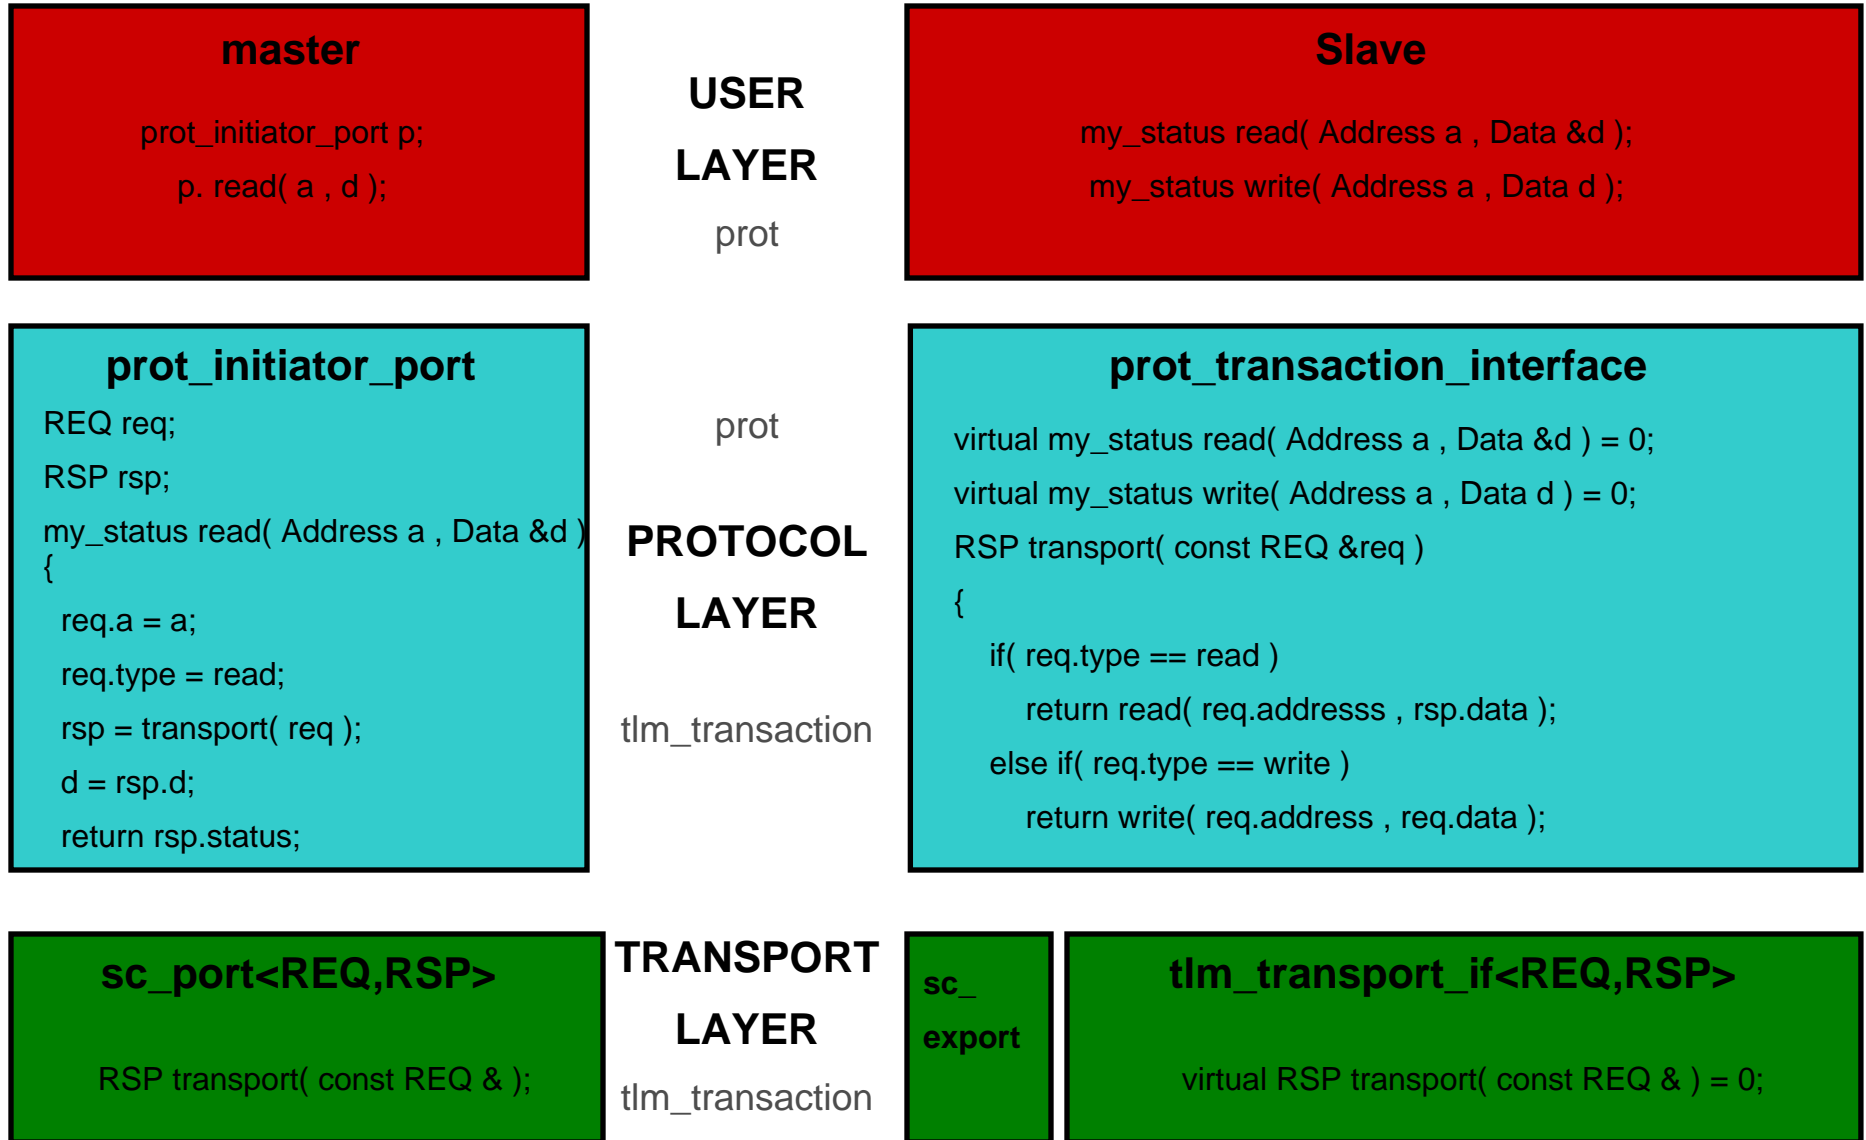 master
prot_initiator_port p;
p. read( a , d );
USER
LAYER
prot
Slave
my_status read( Address a , Data &d );
my_status write( Address a , Data d );
prot_initiator_port
REQ req;
RSP rsp;
my_status read( Address a , Data &d )
{
req.a = a;
req.type = read;
rsp = transport( req );
d = rsp.d;
return rsp.status;
prot
PROTOCOL
LAYER
tlm_transaction
prot_transaction_interface
virtual my_status read( Address a , Data &d ) = 0;
virtual my_status write( Address a , Data d ) = 0;
RSP transport( const REQ &req )
{
if( req.type == read )
return read( req.addresss , rsp.data );
else if( req.type == write )
return write( req.address , req.data );
sc_port<REQ,RSP>
RSP transport( const REQ & );
TRANSPORT
LAYER
tlm_transaction
sc_
export
tlm_transport_if<REQ,RSP>
virtual RSP transport( const REQ & ) = 0;